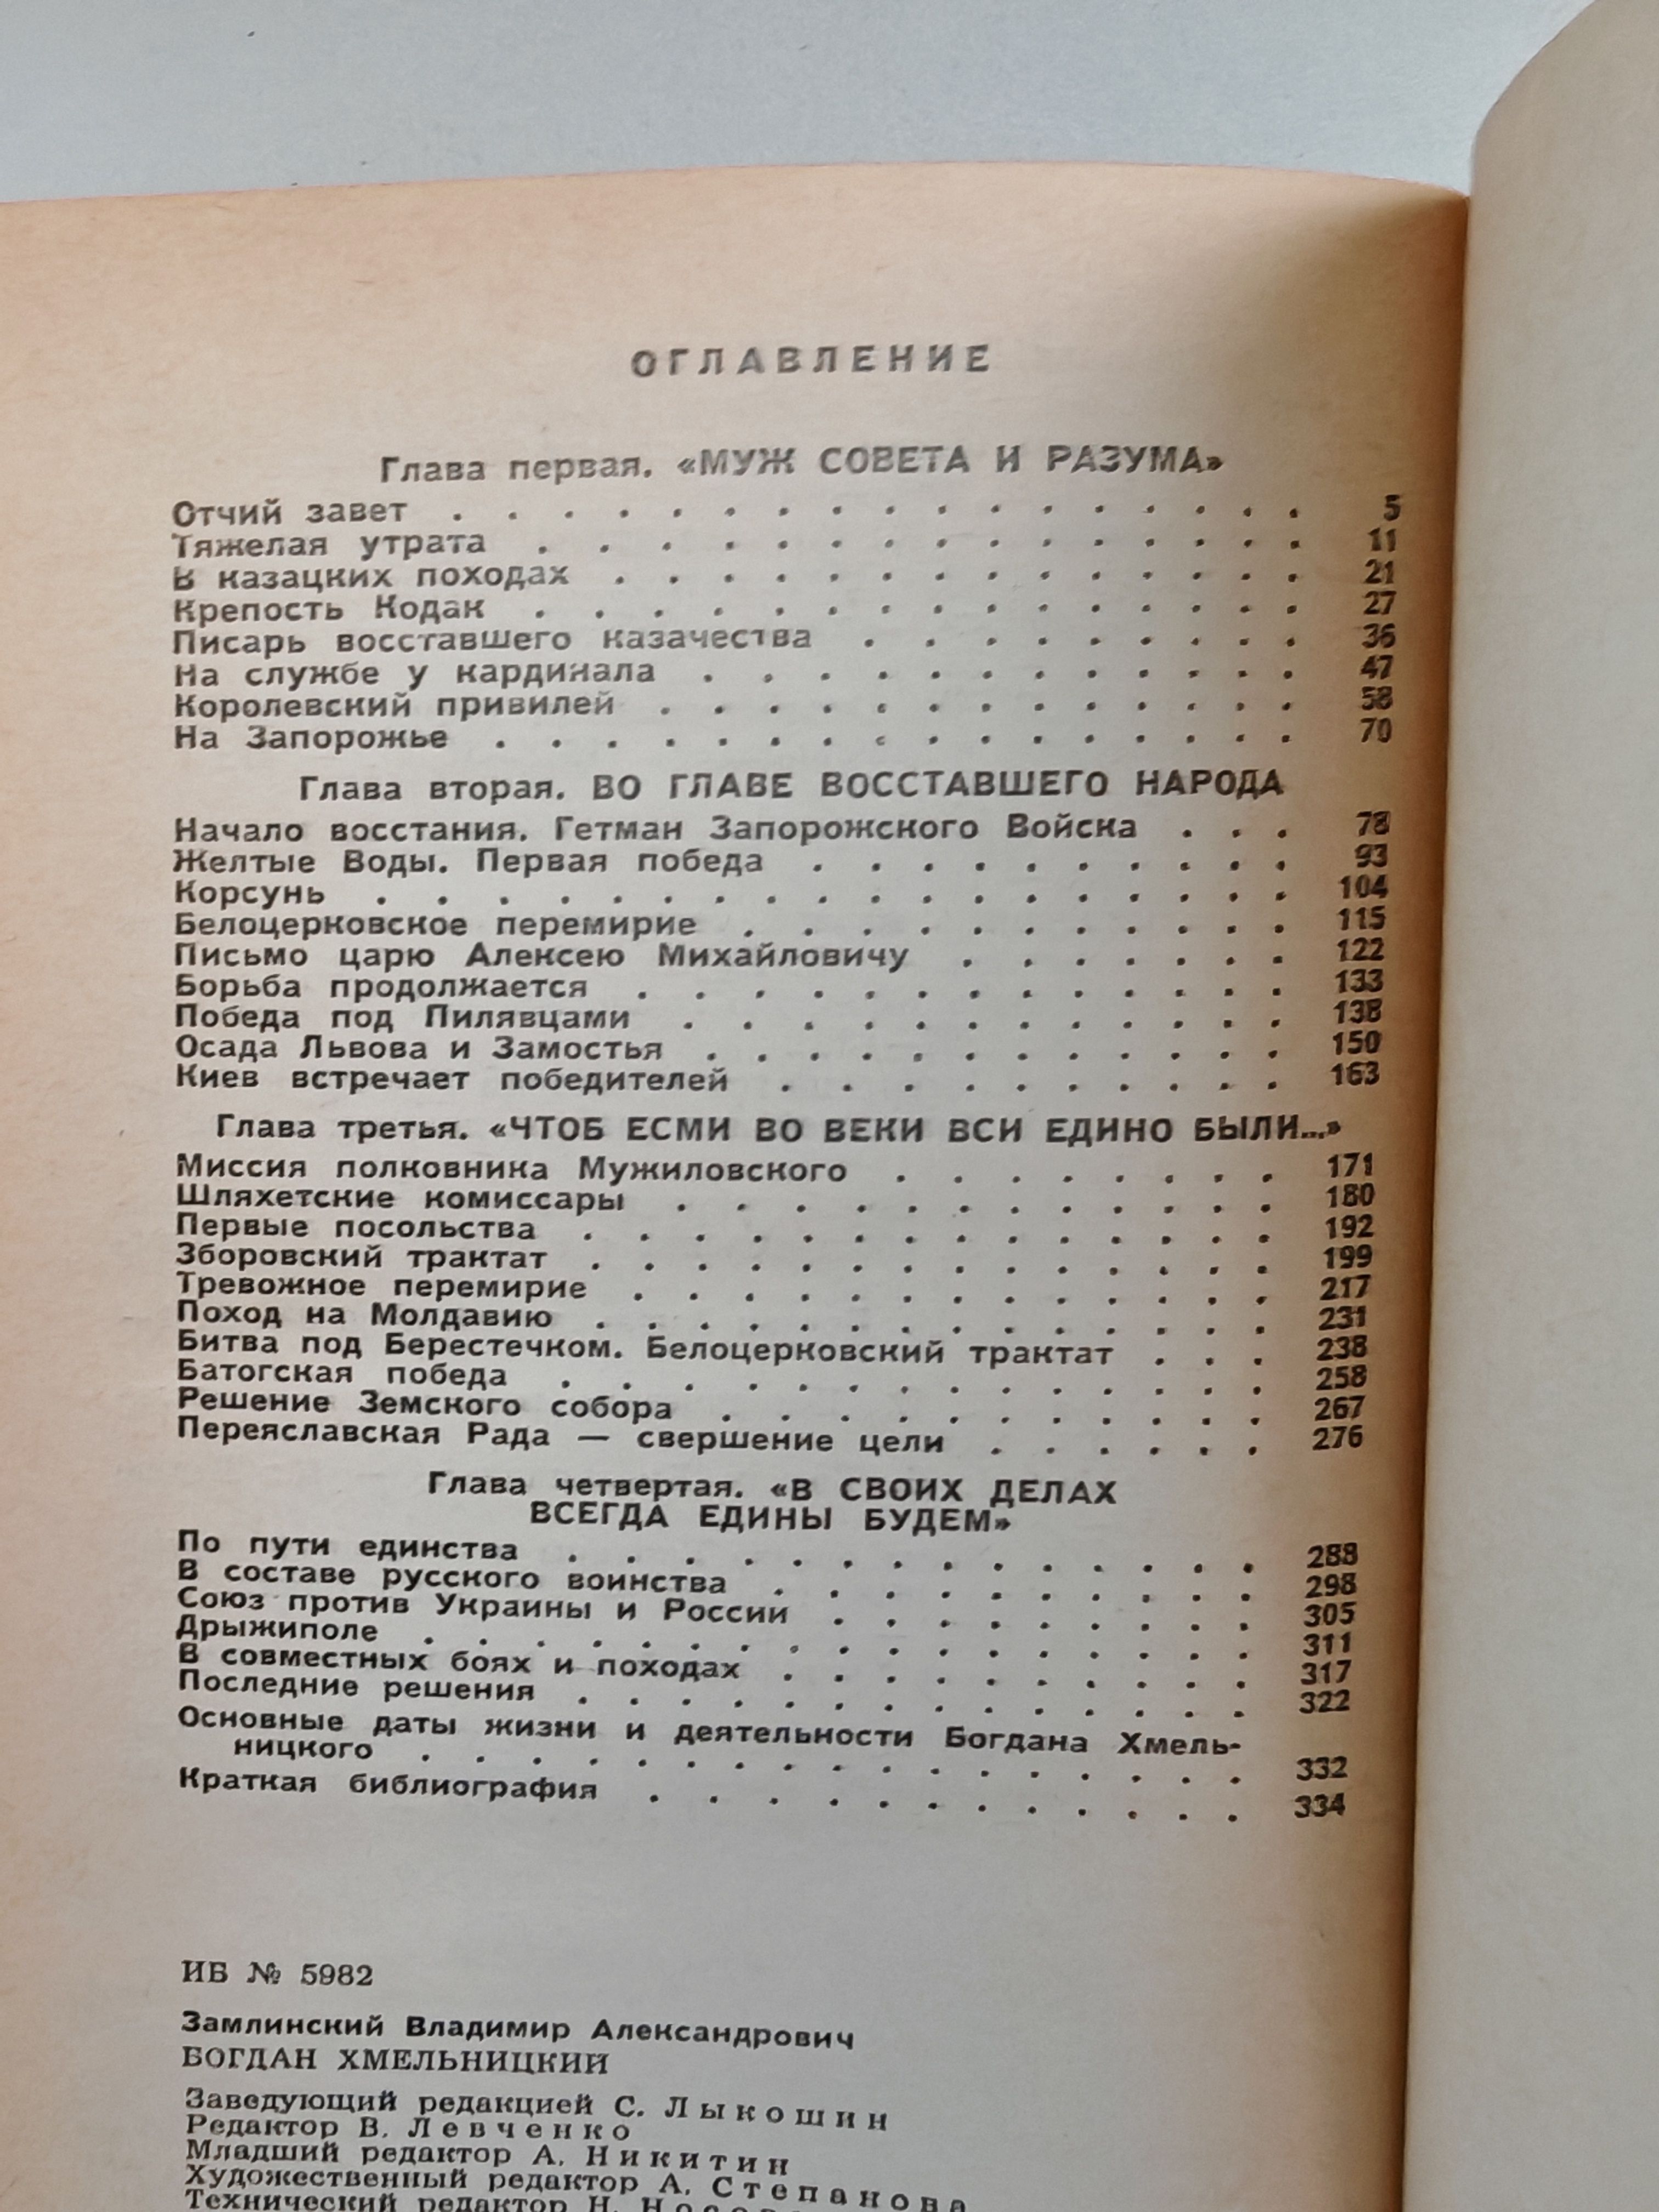 ОГЛАВЛЕНИЕ
Глава первая. «МУЖ СОВЕТА И РАЗУМА»
Отчий завет . . . . . . . . . . . . . . . . 5
Тяжелая утрата . . . . . . . . . . . . . . 11
В казацких походах . . . . . . . . . . . . . 21
Крепость Кодак . . . . . . . . . . . . . . 27
Писарь восставшего казачества . . . . . . . . 36
На службе у кардинала . . . . . . . . . . . 47
Королевский привилей . . . . . . . . . . . . 58
На Запорожье . . . . . . . . . . . . . . . 70
Глава вторая. ВО ГЛАВЕ ВОССТАВШЕГО НАРОДА
Начало восстания. Гетман Запорожского Войска . . . 78
Желтые Воды. Первая победа . . . . . . . . . 93
Корсунь . . . . . . . . . . . . . . . . . 104
Белоцерковское перемирие . . . . . . . . . . 115
Письмо царю Алексею Михайловичу . . . . . . . 122
Борьба продолжается . . . . . . . . . . . . 133
Победа под Пилявцами . . . . . . . . . . . 138
Осада Львова и Замостья . . . . . . . . . . . 150
Киев встречает победителей . . . . . . . . . 163
Глава третья. «ЧТОБ ЕСМИ ВО ВЕКИ ВСИ ЕДИНО БЫЛИ...»
Миссия полковника Мужиловского . . . . . . . . 171
Шляхетские комиссары . . . . . . . . . . . 180
Первые посольства . . . . . . . . . . . . . 192
Зборовский трактат . . . . . . . . . . . . . 199
Тревожное перемирие . . . . . . . . . . . . 217
Поход на Молдавию . . . . . . . . . . . . . 231
Битва под Берестечком. Белоцерковский трактат . . . 238
Батогская победа . . . . . . . . . . . . . 258
Решение Земского собора . . . . . . . . . . 267
Переяславская Рада — свершение цели . . . . . . 276
Глава четвертая. «В СВОИХ ДЕЛАХ
ВСЕГДА ЕДИНЫ БУДЕМ»
По пути единства . . . . . . . . . . . . . 288
В составе русского воинства . . . . . . . . . 298
Союз против Украины и России . . . . . . . . 305
Дрыжиполе . . . . . . . . . . . . . . . . 311
В совместных боях и походах . . . . . . . . . 317
Последние решения . . . . . . . . . . . . . 322
Основные даты жизни и деятельности Богдана Хмель-
ницкого . . . . . . . . . . . . . . . 332
Краткая библиография . . . . . . . . . . . 334
ИБ № 5982
Замлинский Владимир Александрович
БОГДАН ХМЕЛЬНИЦКИЙ
Заведующий редакцией С. Лыкошин
Редактор В. Левченко
Младший редактор А. Никитин
Художественный редактор А. Степанова
Технический редактор Н.